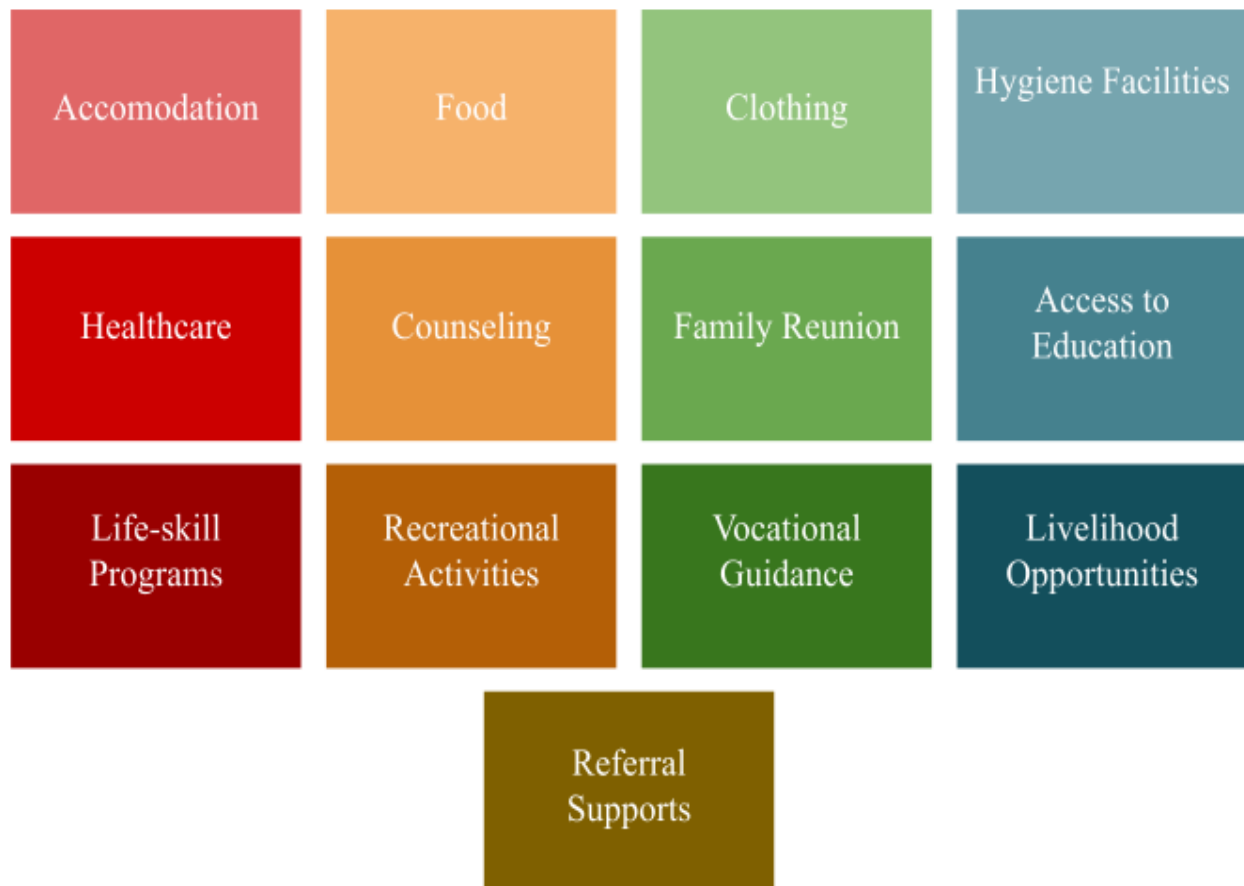 Accomodation
Food
Clothing
Hygiene Facilities
Healthcare
Counseling
Family Reunion
Access to
Education
Life-skill
Programs
Recreational
Activities
Vocational
Guidance
Livelihood
Opportunities
Referral
Supports